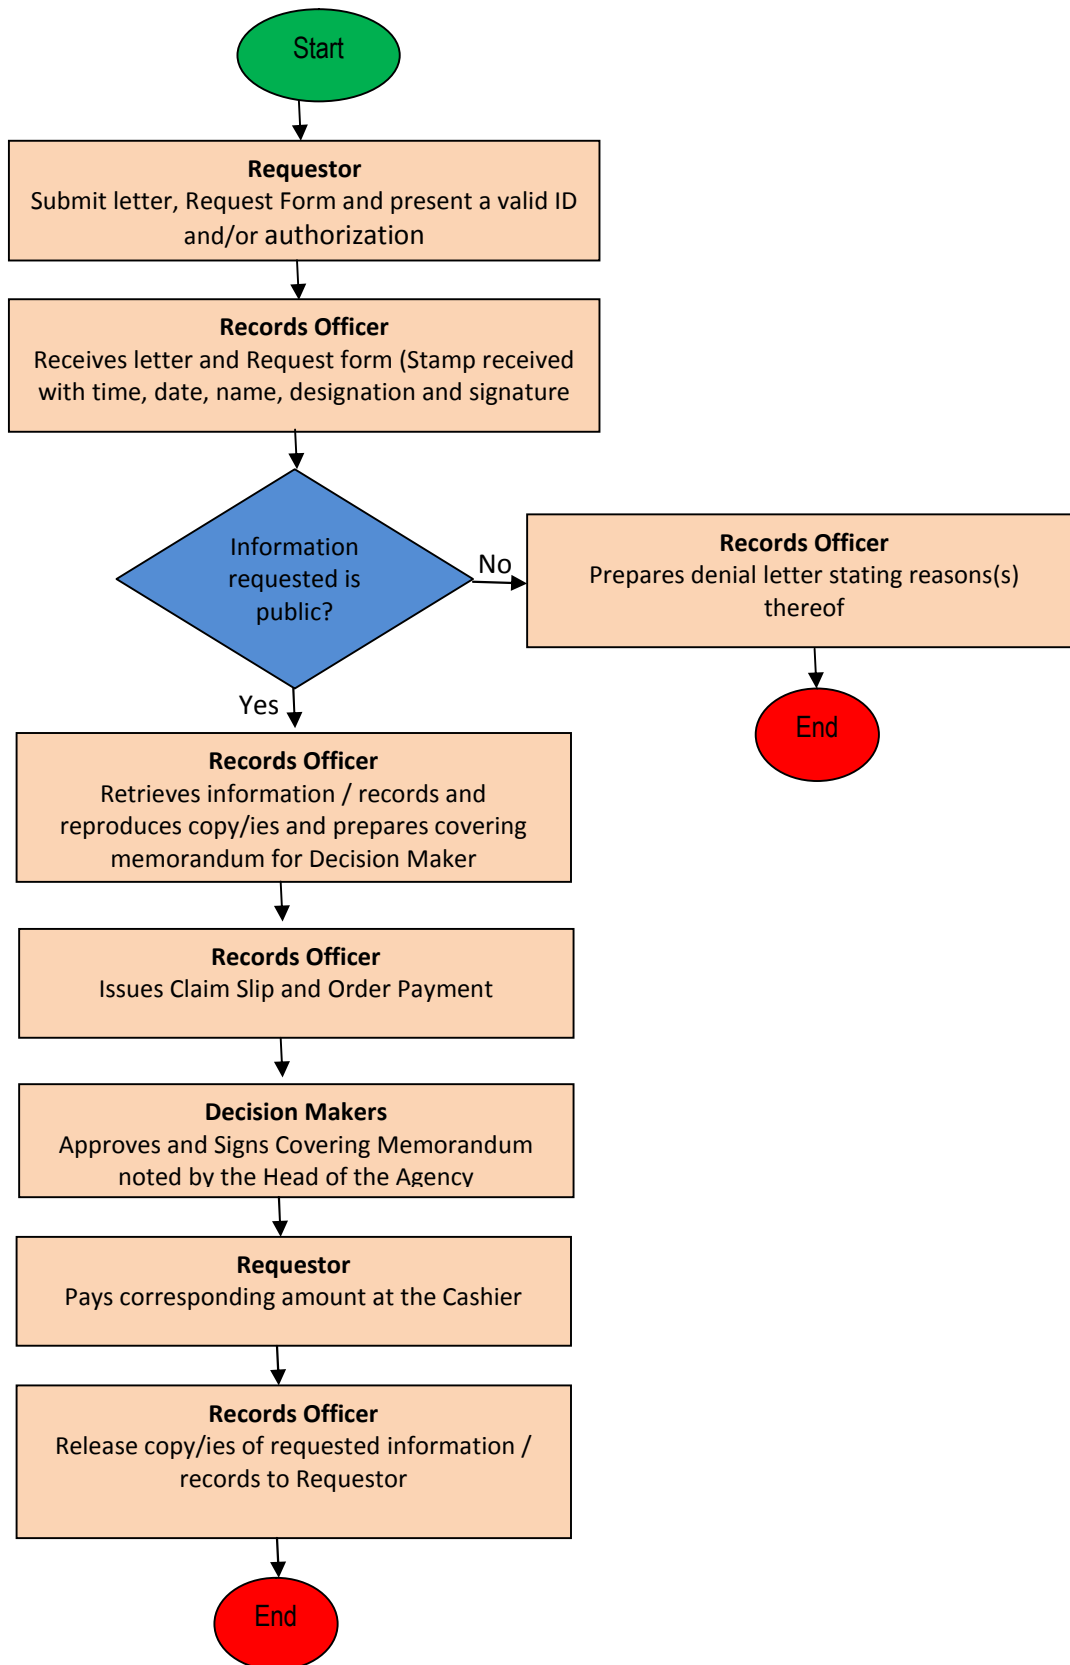 Start
Requestor
Submit letter, Request Form and present a valid ID
and/or authorization
Records Officer
Receives letter and Request form (Stamp received
with time, date, name, designation and signature
Information
requested is
public?
No
Records Officer
Prepares denial letter stating reasons(s)
thereof
End
Yes
Records Officer
Retrieves information / records and
reproduces copy/ies and prepares covering
memorandum for Decision Maker
Records Officer
Issues Claim Slip and Order Payment
Decision Makers
Approves and Signs Covering Memorandum
noted by the Head of the Agency
Requestor
Pays corresponding amount at the Cashier
Records Officer
Release copy/ies of requested information /
records to Requestor
End